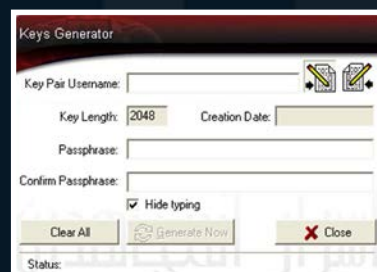 Keys Generator
Key Pair Username:
Key Length: 2048 Creation Date:
Passphrase:
Confirm Passphrase:
Hide typing
Clear All Generate Now Close
Status: